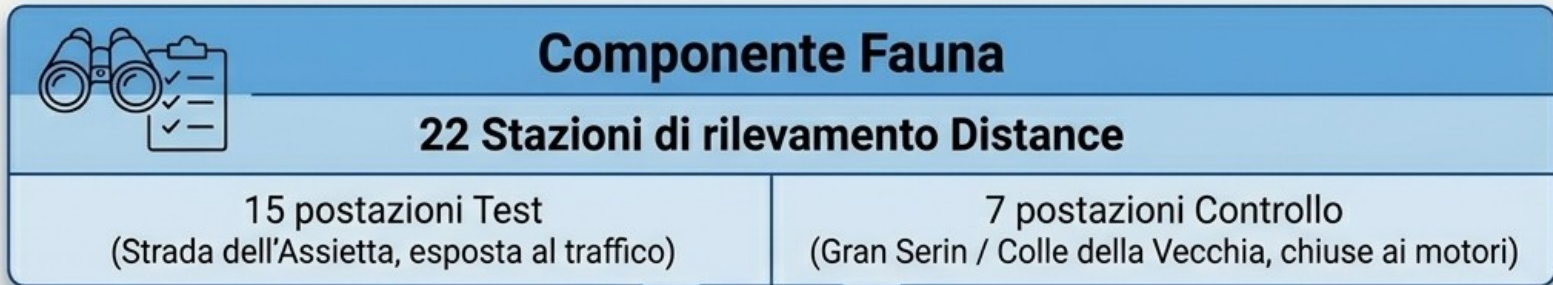 Componente Fauna
22 Stazioni di rilevamento Distance
15 postazioni Test
(Strada dell'Assietta, esposta al traffico)
7 postazioni Controllo
(Gran Serin / Colle della Vecchia, chiuse ai motori)